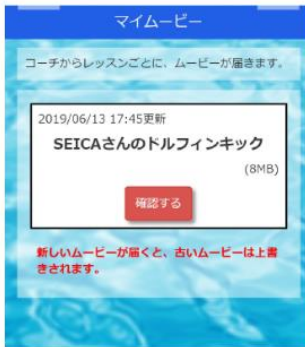 マイムービー
コーチからレッスンごとに、ムービーが届きます。
2019/06/13 17:45更新
SEICAさんのドルフィンキック
(8MB)
確認する
新しいムービーが届くと、古いムービーは上書
きされます。